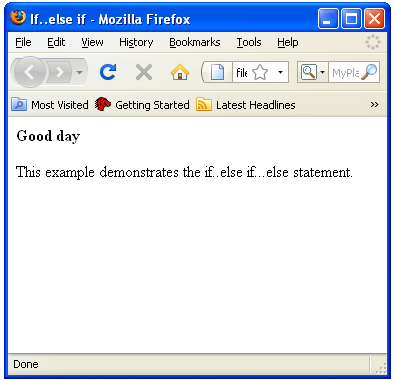 If..else if - Mozilla Firefox
File Edit View History Bookmarks Tools Help
file MyPla
Most Visited Getting Started Latest Headlines »
Good day
This example demonstrates the if..else if...else statement.
Done